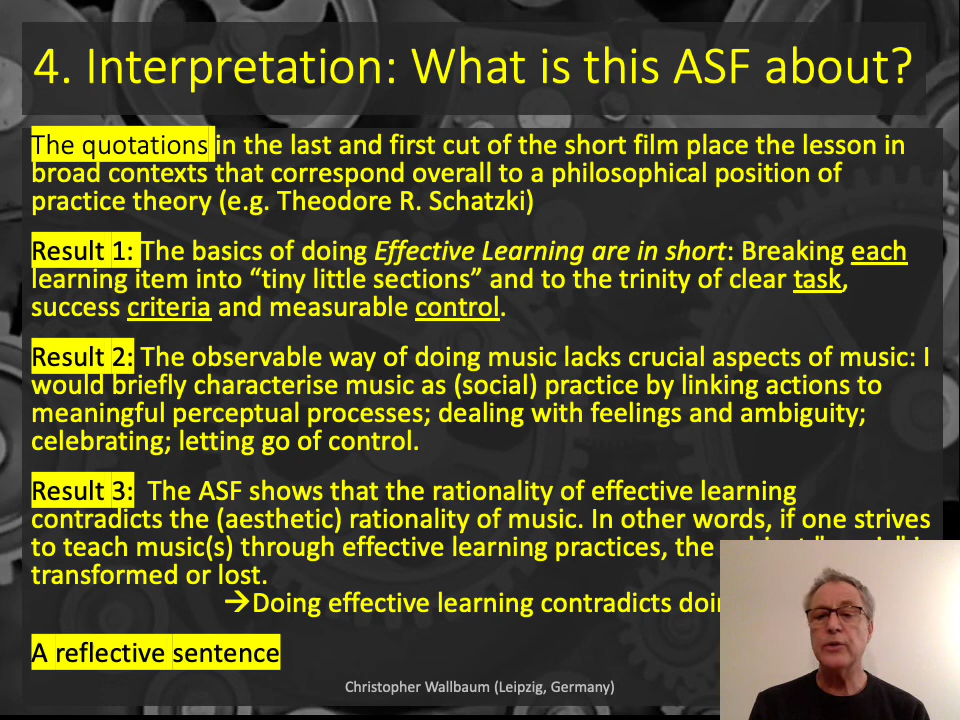 4. Interpretation: What is this ASF about?
The quotations in the last and first cut of the short film place the lesson in
broad contexts that correspond overall to a philosophical position of
practice theory (e.g. Theodore R. Schatzki)
Result 1: The basics of doing Effective Learning are in short: Breaking each
learning item into “tiny little sections” and to the trinity of clear task,
success criteria and measurable control.
Result 2: The observable way of doing music lacks crucial aspects of music: I
would briefly characterise music as (social) practice by linking actions to
meaningful perceptual processes; dealing with feelings and ambiguity;
celebrating; letting go of control.
Result 3: The ASF shows that the rationality of effective learning
contradicts the (aesthetic) rationality of music. In other words, if one strives
to teach music(s) through effective learning practices, the
transformed or lost.
→Doing effective learning contradicts
A reflective sentence
Christopher Wallbaum (Leipzig, Germany)